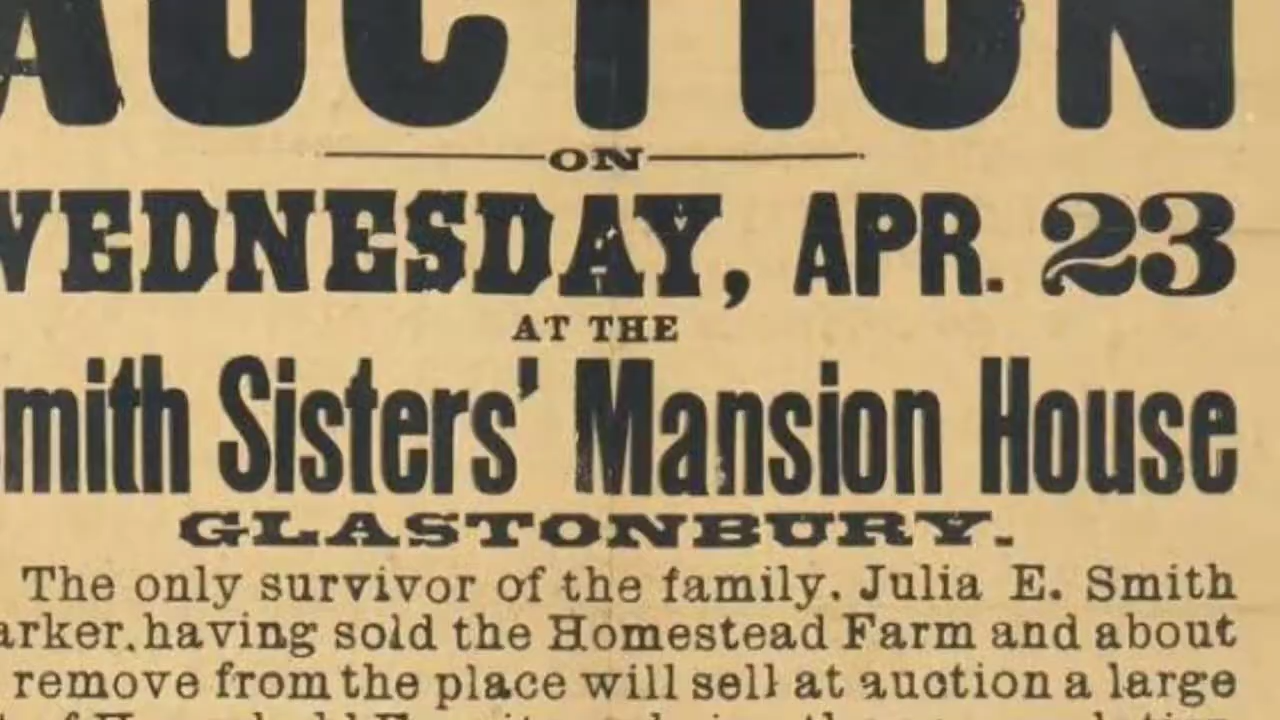 AUCTION
ON
WEDNESDAY, APR. 23
AT THE
Smith Sisters' Mansion House
GLASTONBURY.
The only survivor of the family, Julia E. Smith
arker, having sold the Homestead Farm and about
remove from the place will sell at auction a large